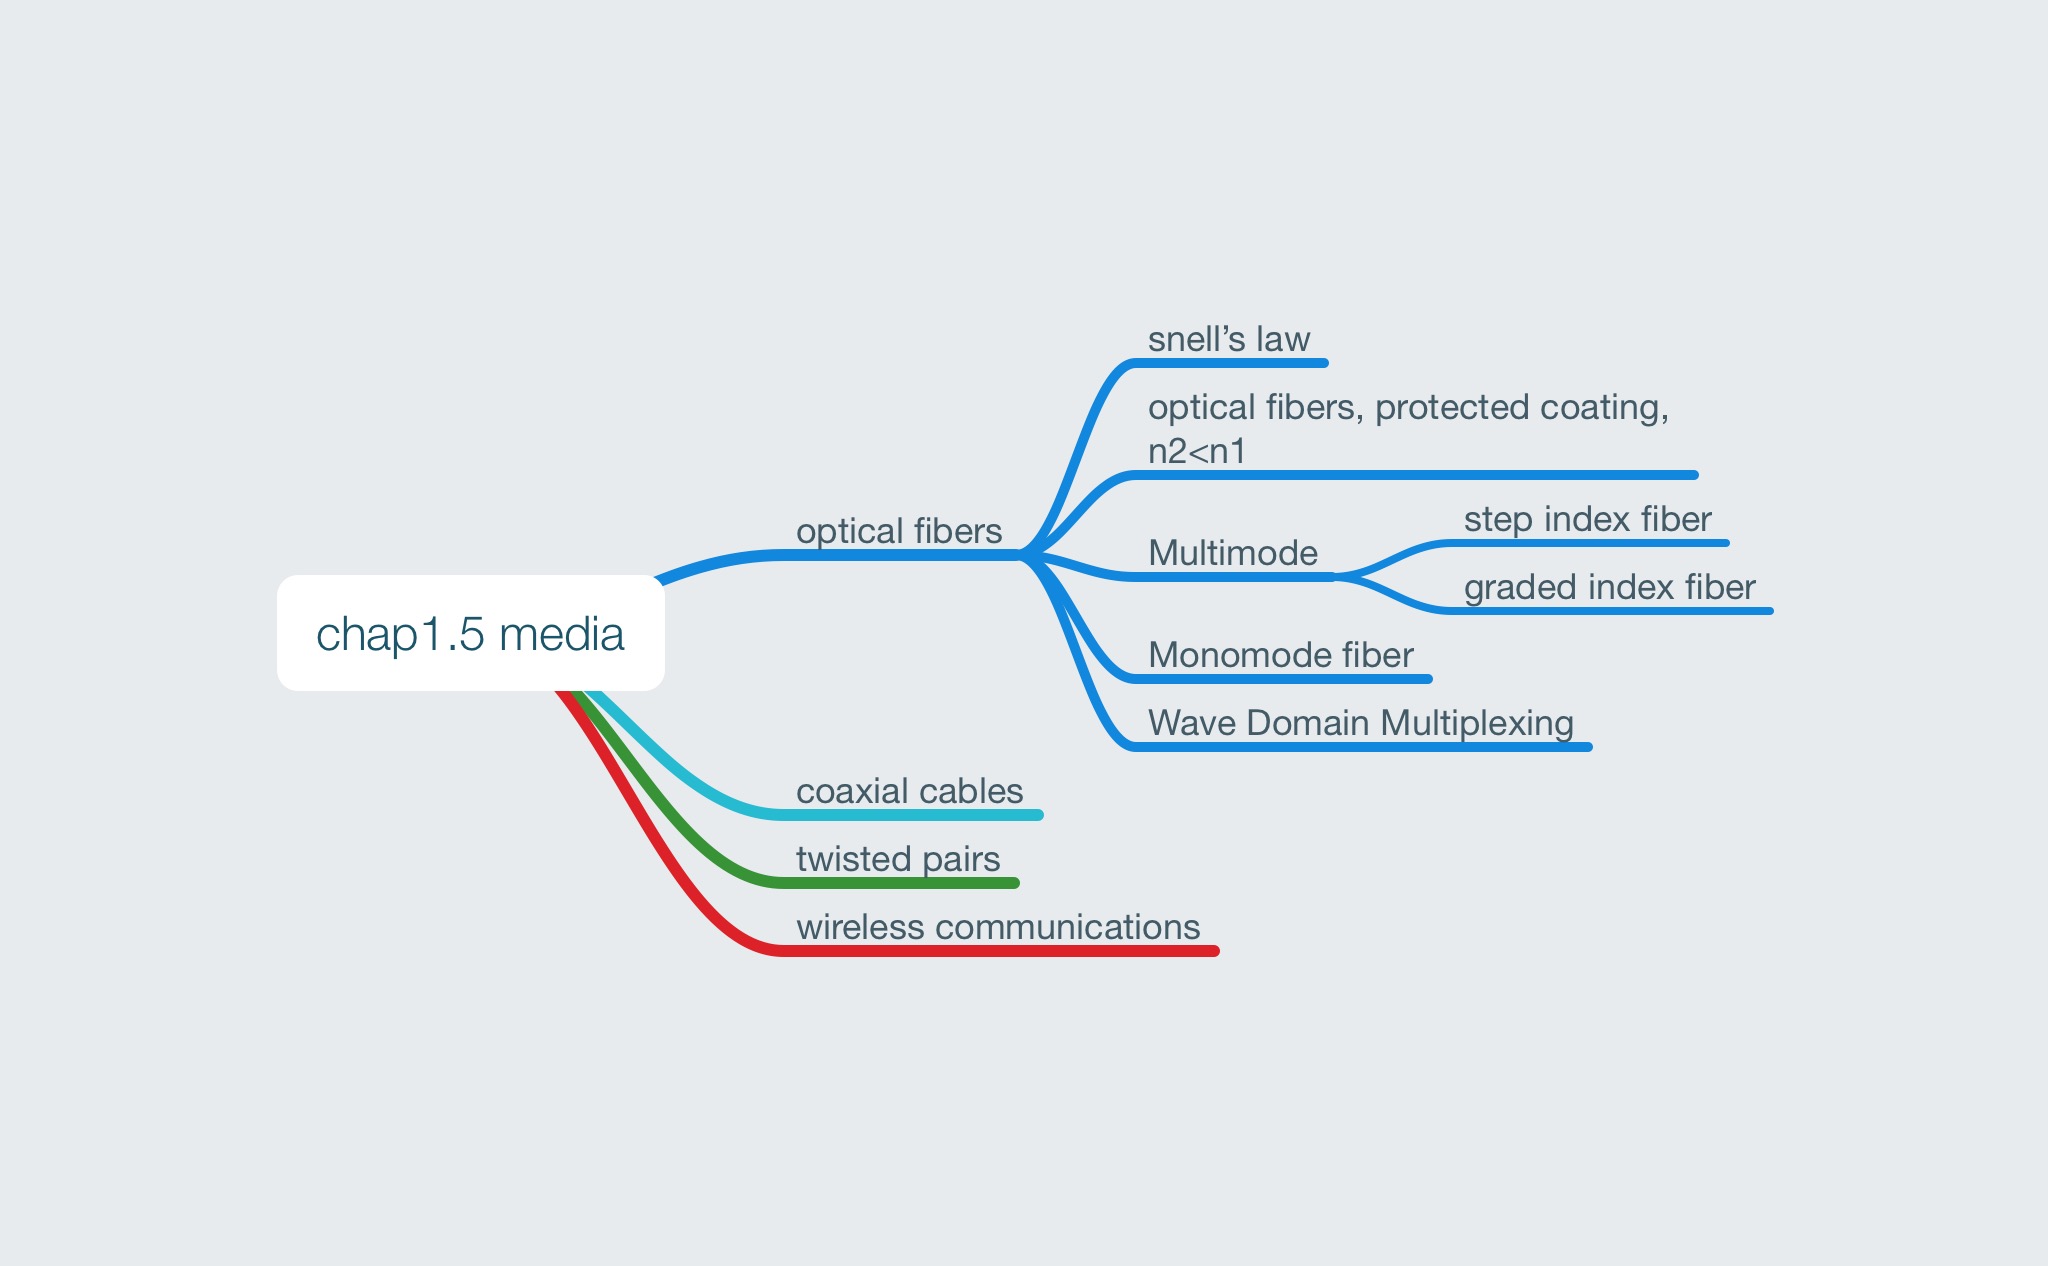 chap1.5 media
optical fibers
snell’s law
optical fibers, protected coating,
n2<n1
Multimode
step index fiber
graded index fiber
Monomode fiber
Wave Domain Multiplexing
coaxial cables
twisted pairs
wireless communications